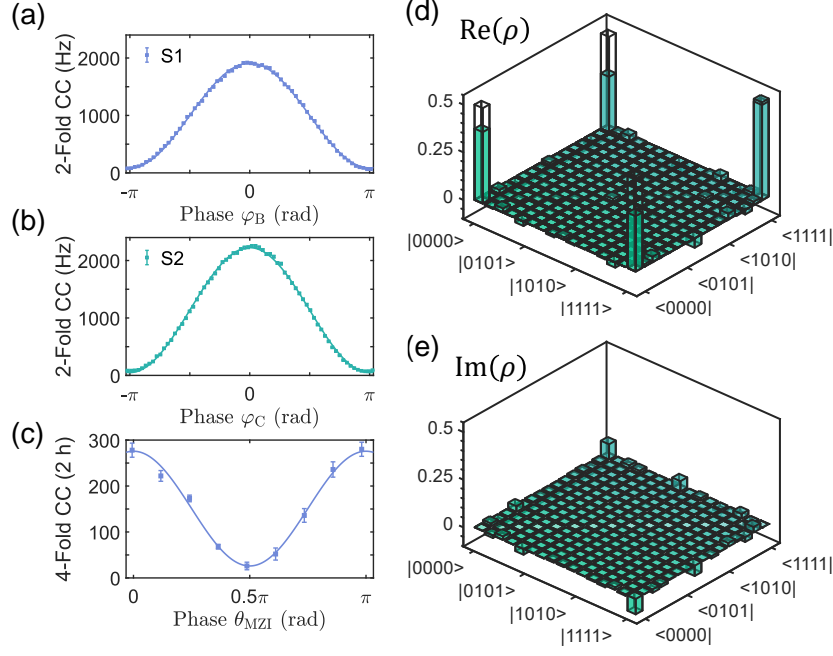 (a)
2-Fold CC (Hz)
2000
1000
0
S1
-π
0
π
Phase φB (rad)
(b)
2-Fold CC (Hz)
2000
1000
0
S2
-π
0
π
Phase φC (rad)
(c)
4-Fold CC (2 h)
300
200
100
0
0
0.5π
π
Phase θMZI (rad)
(d)
Re(ρ)
0.5
0.25
0
|0000>
|0101>
|1010>
|1111>
<0000|
<0101|
<1010|
<1111|
(e)
Im(ρ)
0.5
0.25
0
|0000>
|0101>
|1010>
|1111>
<0000|
<0101|
<1010|
<1111|